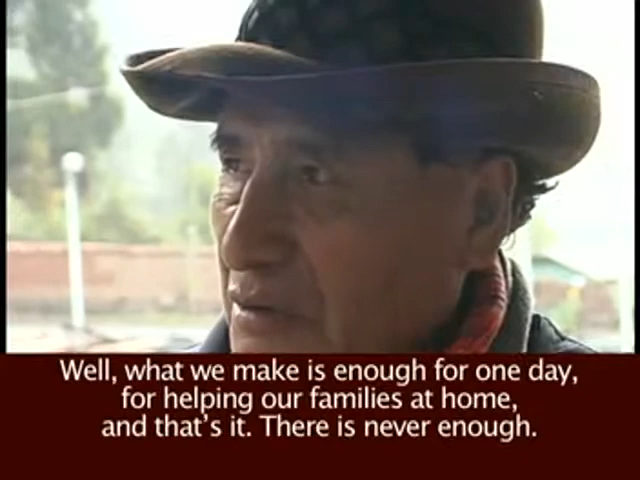 Well, what we make is enough for one day,
for helping our families at home,
and that's it. There is never enough.